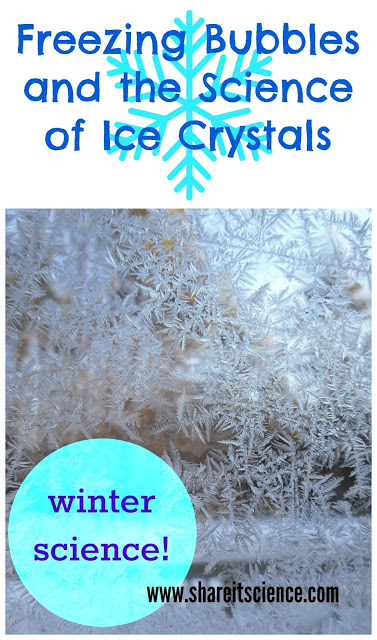 Freezing Bubbles
and the Science
of Ice Crystals
winter
science!
www.shareitscience.com